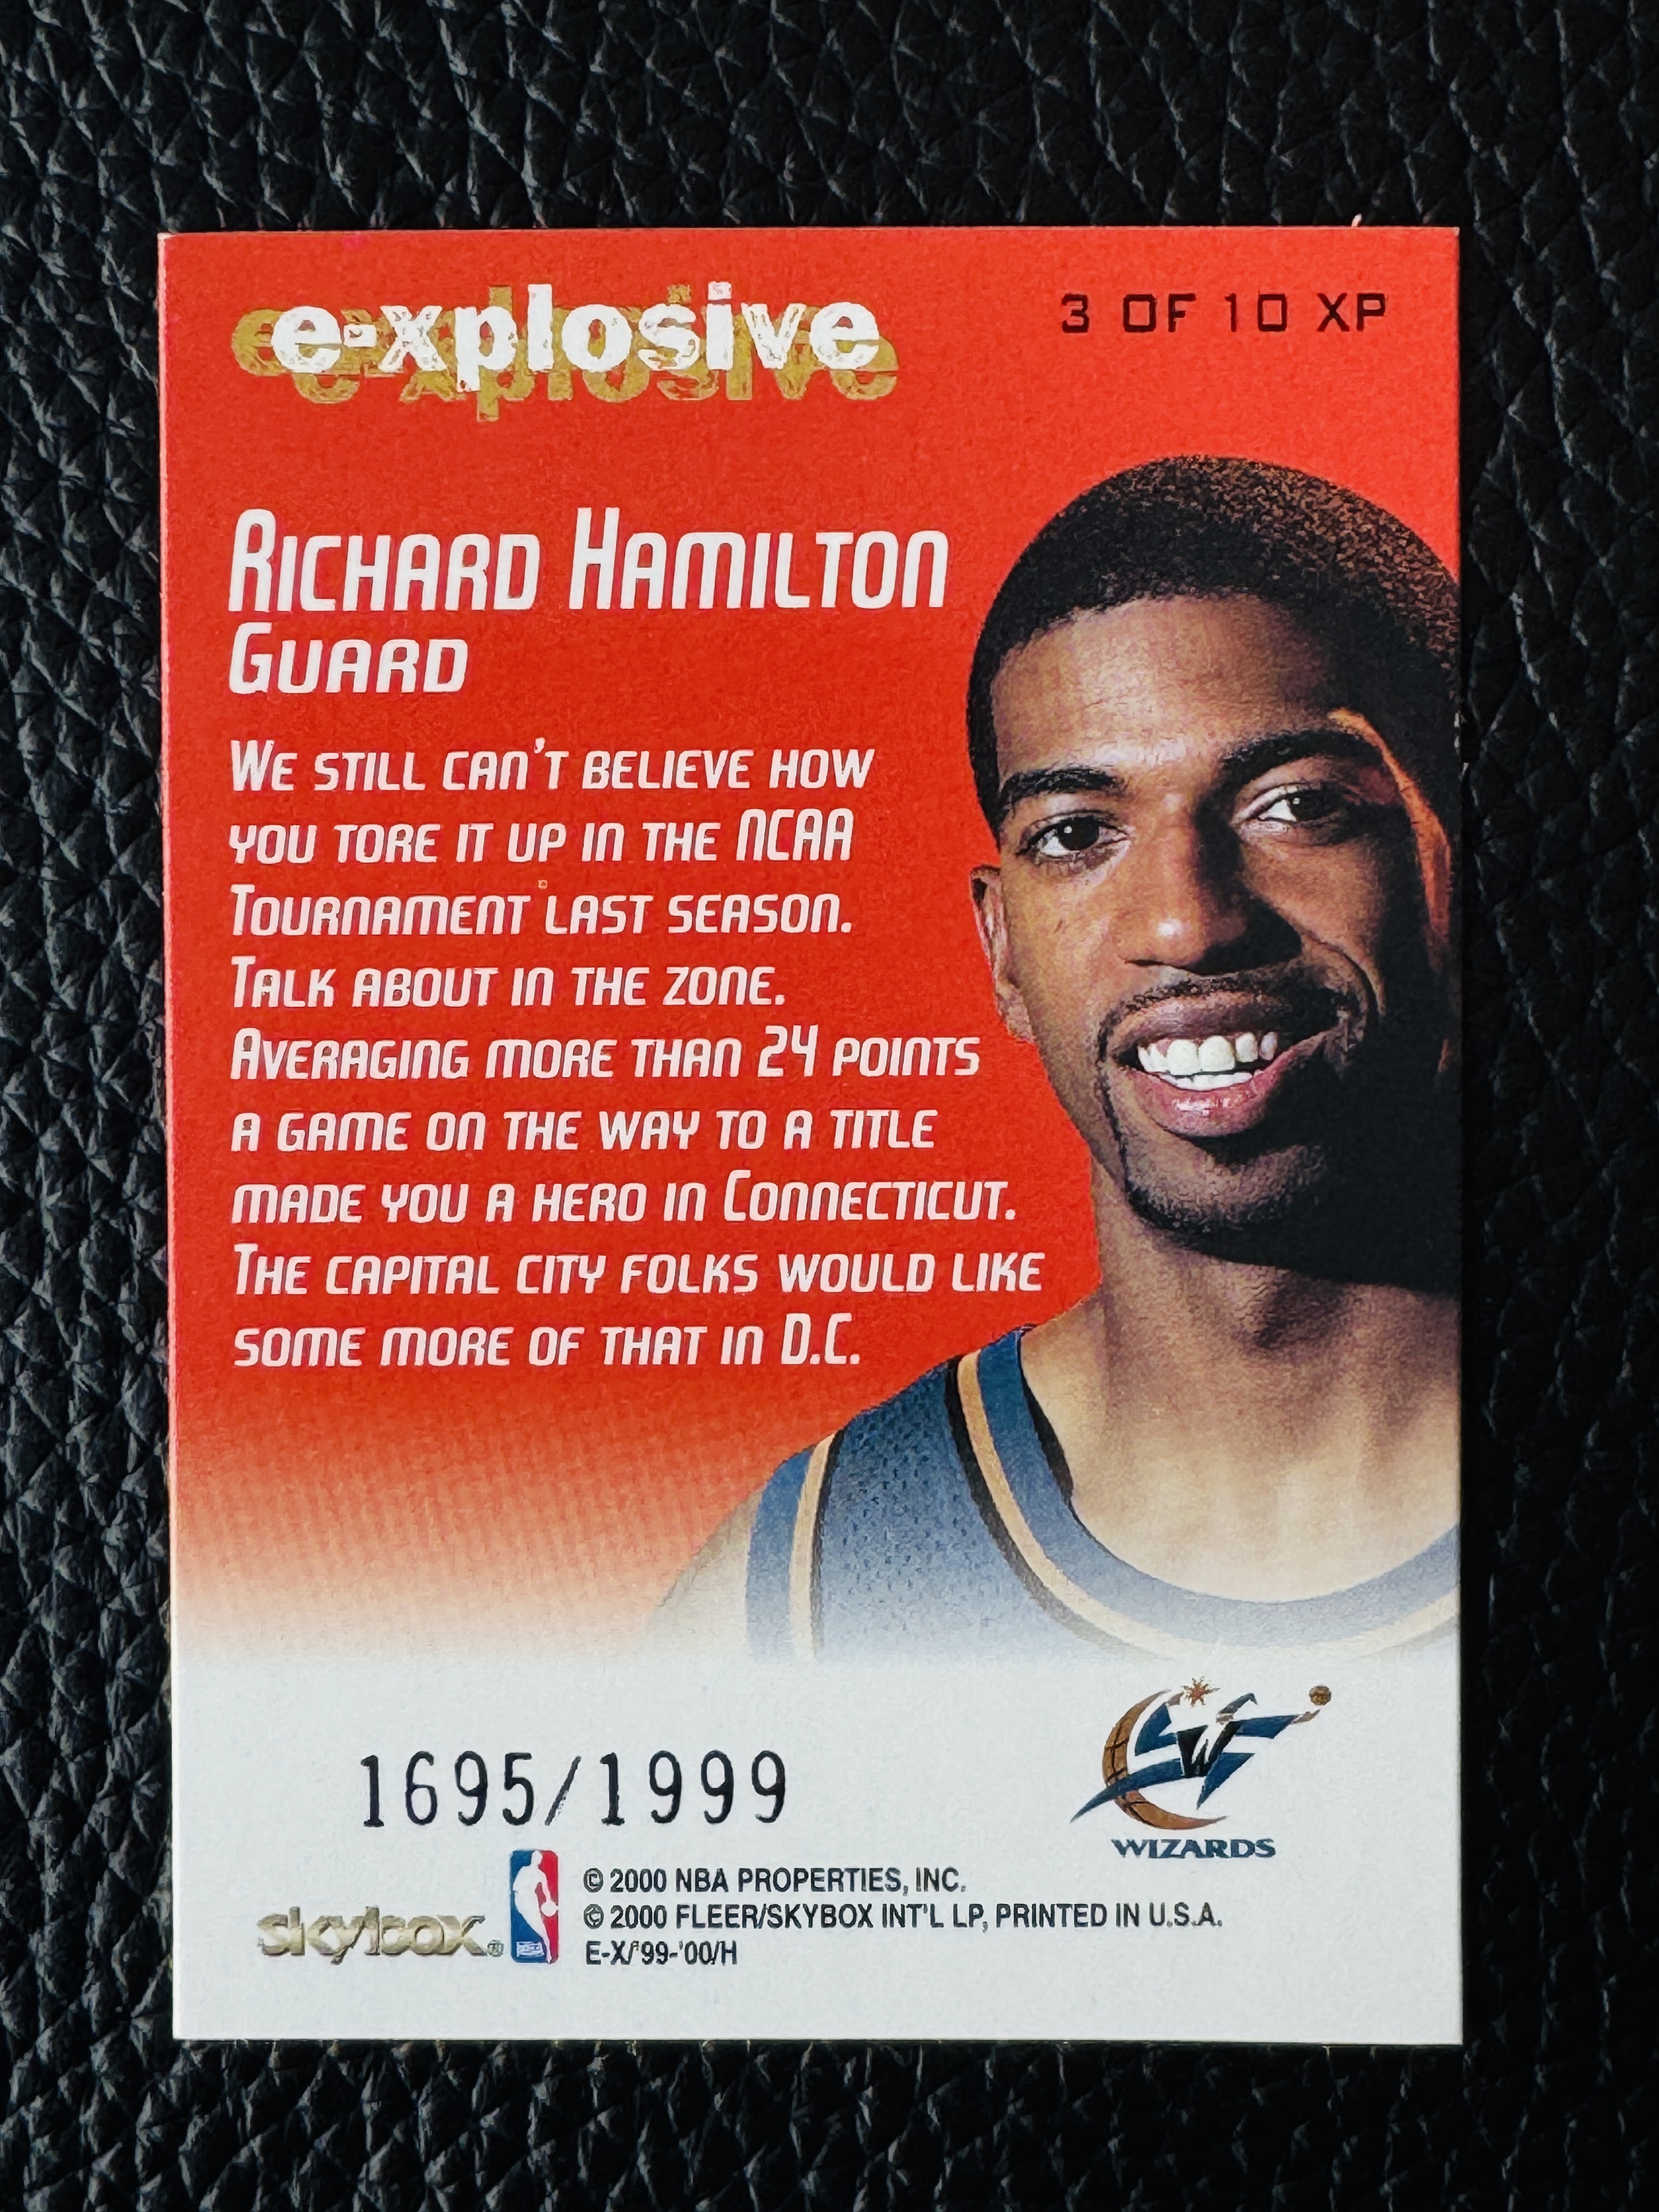 e-xplosive
3 OF 10 XP
RICHARD HAMILTON
GUARD
WE STILL CAN'T BELIEVE HOW
YOU TORE IT UP IN THE NCAA
TOURNAMENT LAST SEASON.
TALK ABOUT IN THE ZONE.
AVERAGING MORE THAN 24 POINTS
A GAME ON THE WAY TO A TITLE
MADE YOU A HERO IN CONNECTICUT.
THE CAPITAL CITY FOLKS WOULD LIKE
SOME MORE OF THAT IN D.C.
1695/1999
WIZARDS
skybox®
© 2000 NBA PROPERTIES, INC.
© 2000 FLEER/SKYBOX INT'L LP, PRINTED IN U.S.A.
E-X/'99-'00/H